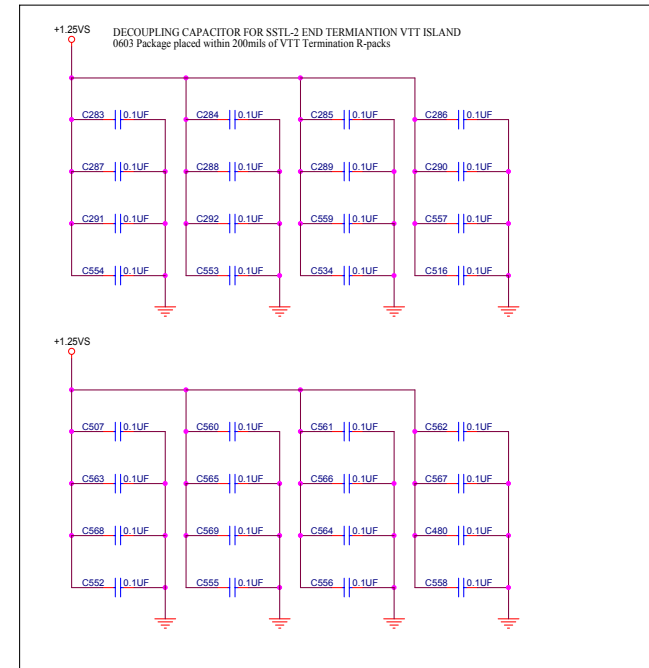 +1.25VS
DECOUPLING CAPACITOR FOR SSTL-2 END TERMIANTION VTT ISLAND
0603 Package placed within 200mils of VTT Termination R-packs
C283 0.1UF C284 0.1UF C285 0.1UF C286 0.1UF
C287 0.1UF C288 0.1UF C289 0.1UF C290 0.1UF
C291 0.1UF C292 0.1UF C559 0.1UF C557 0.1UF
C554 0.1UF C553 0.1UF C534 0.1UF C516 0.1UF
+1.25VS
C507 0.1UF C560 0.1UF C561 0.1UF C562 0.1UF
C563 0.1UF C565 0.1UF C566 0.1UF C567 0.1UF
C568 0.1UF C569 0.1UF C564 0.1UF C480 0.1UF
C552 0.1UF C555 0.1UF C556 0.1UF C558 0.1UF